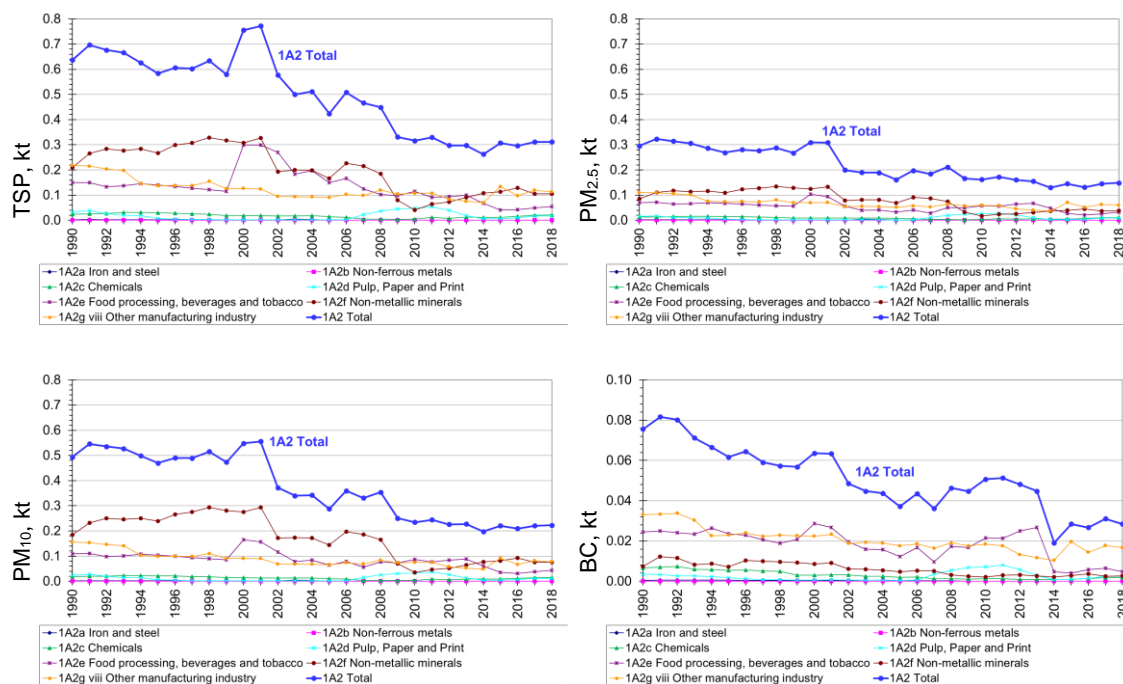 TSP, kt
0.8
0.7
0.6
0.5
0.4
0.3
0.2
0.1
0.0
1A2 Total
1990 1992 1994 1996 1998 2000 2002 2004 2006 2008 2010 2012 2014 2016 2018
1A2a Iron and steel 1A2b Non-ferrous metals
1A2c Chemicals 1A2d Pulp, Paper and Print
1A2e Food processing, beverages and tobacco 1A2f Non-metallic minerals
1A2g viii Other manufacturing industry 1A2 Total
PM2.5, kt
0.8
0.7
0.6
0.5
0.4
0.3
0.2
0.1
0.0
1A2 Total
1990 1992 1994 1996 1998 2000 2002 2004 2006 2008 2010 2012 2014 2016 2018
1A2a Iron and steel 1A2b Non-ferrous metals
1A2c Chemicals 1A2d Pulp, Paper and Print
1A2e Food processing, beverages and tobacco 1A2f Non-metallic minerals
1A2g viii Other manufacturing industry 1A2 Total
PM10, kt
0.8
0.7
0.6
0.5
0.4
0.3
0.2
0.1
0.0
1A2 Total
1990 1992 1994 1996 1998 2000 2002 2004 2006 2008 2010 2012 2014 2016 2018
1A2a Iron and steel 1A2b Non-ferrous metals
1A2c Chemicals 1A2d Pulp, Paper and Print
1A2e Food processing, beverages and tobacco 1A2f Non-metallic minerals
1A2g viii Other manufacturing industry 1A2 Total
BC, kt
0.10
0.08
0.06
0.04
0.02
0.00
1A2 Total
1990 1992 1994 1996 1998 2000 2002 2004 2006 2008 2010 2012 2014 2016 2018
1A2a Iron and steel 1A2b Non-ferrous metals
1A2c Chemicals 1A2d Pulp, Paper and Print
1A2e Food processing, beverages and tobacco 1A2f Non-metallic minerals
1A2g viii Other manufacturing industry 1A2 Total